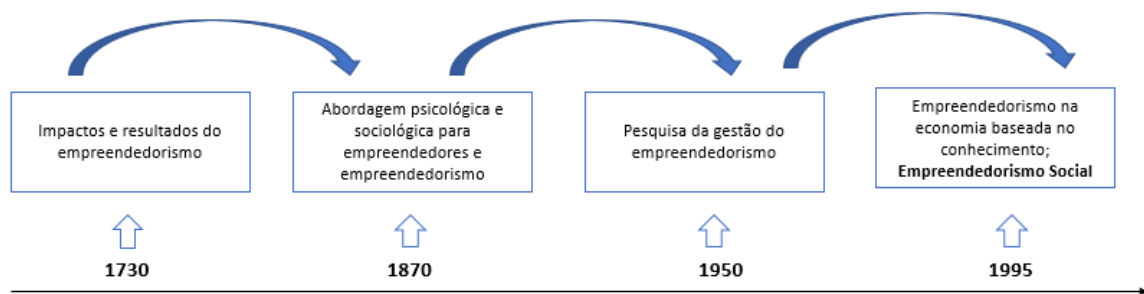 Impactos e resultados do
empreendedorismo
Abordagem psicológica e
sociológica para
empreendedores e
empreendedorismo
Pesquisa da gestão do
empreendedorismo
Empreendedorismo na
economia baseada no
conhecimento;
Empreendedorismo Social
1730
1870
1950
1995